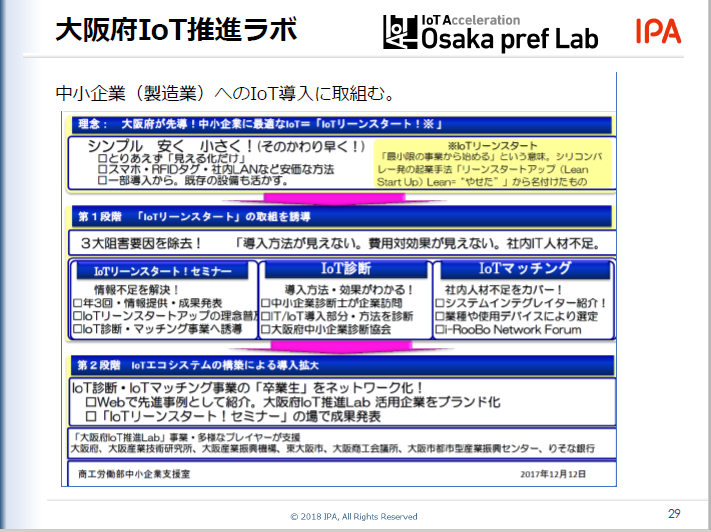 大阪府IoT推進ラボ
IoT Acceleration
Osaka pref Lab
IPA
中小企業（製造業）へのIoT導入に取組む。
理念： 大阪府が先導！中小企業に最適なIoT＝「IoTリーンスタート！※」
シンプル 安く 小さく！(そのかわり早く！)
□とりあえず「見える化だけ」
□スマホ・RFIDタグ・社内LANなど安価な方法
□一部導入から。既存の設備も活かす。
※IoTリーンスタート
「最小限の事業から始める」という意味。シリコンバ
レー発の起業手法「リーンスタートアップ（Lean
Start Up）Lean=“やせた”」から名付けたもの
第１段階 「IoTリーンスタート」の取組を誘導
３大阻害要因を除去！ 「導入方法が見えない。費用対効果が見えない。社内IT人材不足。
IoTリーンスタート！セミナー
情報不足を解決！
□年3回・情報提供・成果発表
□IoTリーンスタートアップの理念普及
□IoT診断・マッチング事業へ誘導
IoT診断
導入方法・効果がわかる！
□中小企業診断士が企業訪問
□IT/IoT導入部分・方法を診断
□大阪府中小企業診断協会
IoTマッチング
社内人材不足をカバー！
□システムインテグレイター紹介！
□業種や使用デバイスにより選定
□i-RooBo Network Forum
第２段階 IoTエコシステムの構築による導入拡大
IoT診断・IoTマッチング事業の「卒業生」をネットワーク化！
□Webで先進事例として紹介。大阪府IoT推進Lab 活用企業をブランド化
□「IoTリーンスタート！セミナー」の場で成果発表
「大阪府IoT推進Lab」事業・多様なプレイヤーが支援
大阪府、大阪産業技術研究所、大阪産業振興機構、東大阪市、大阪商工会議所、大阪市都市型産業振興センター、りそな銀行
商工労働部中小企業支援室
2017年12月12日
© 2018 IPA, All Rights Reserved
29